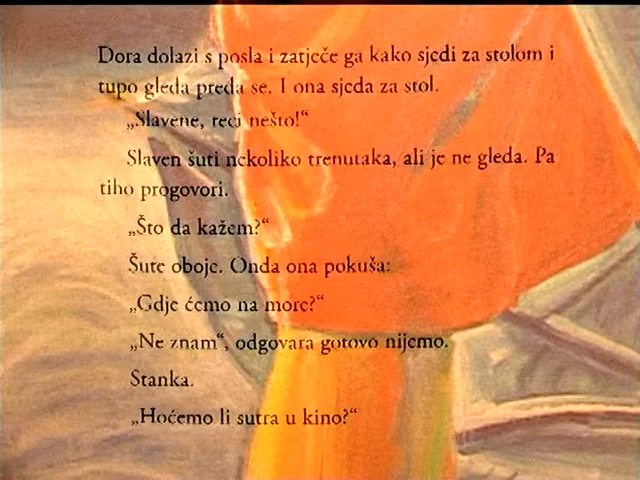 Dora dolazi s posla i zatječe ga kako sjedi za stolom i
tupo gleda preda se. I ona sjeda za stol.
„Slavene, reci nešto!“
Slaven šuti nekoliko trenutaka, ali je ne gleda. Pa
tiho progovori.
„Što da kažem?“
Šute oboje. Onda ona pokuša:
„Gdje ćemo na more?“
„Ne znam“, odgovara gotovo nijemo.
Stanka.
„Hoćemo li sutra u kino?“